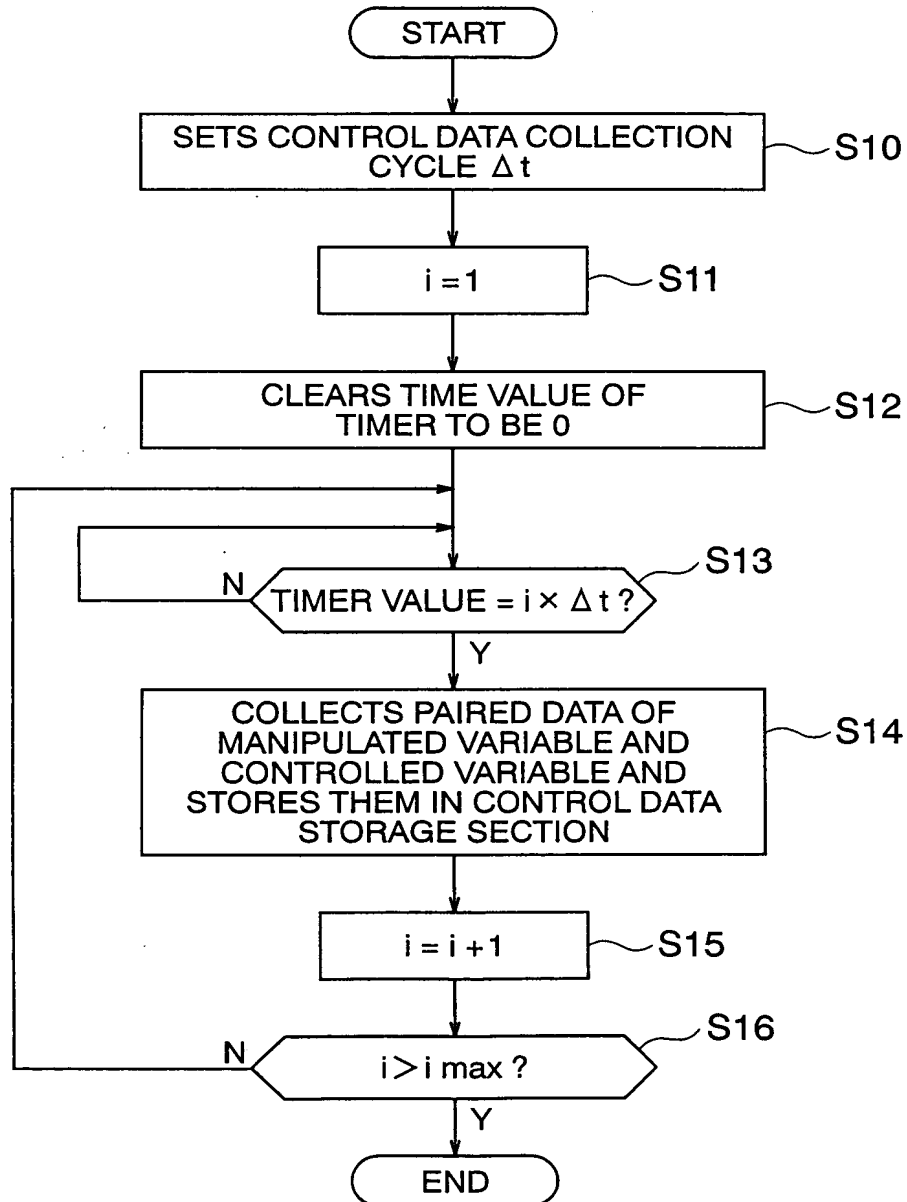 START
SETS CONTROL DATA COLLECTION
CYCLE Δt
S10
i = 1
S11
CLEARS TIME VALUE OF
TIMER TO BE 0
S12
S13
N
TIMER VALUE = i × Δt ?
Y
COLLECTS PAIRED DATA OF
MANIPULATED VARIABLE AND
CONTROLLED VARIABLE AND
STORES THEM IN CONTROL DATA
STORAGE SECTION
S14
i = i + 1
S15
S16
N
i > i max ?
Y
END